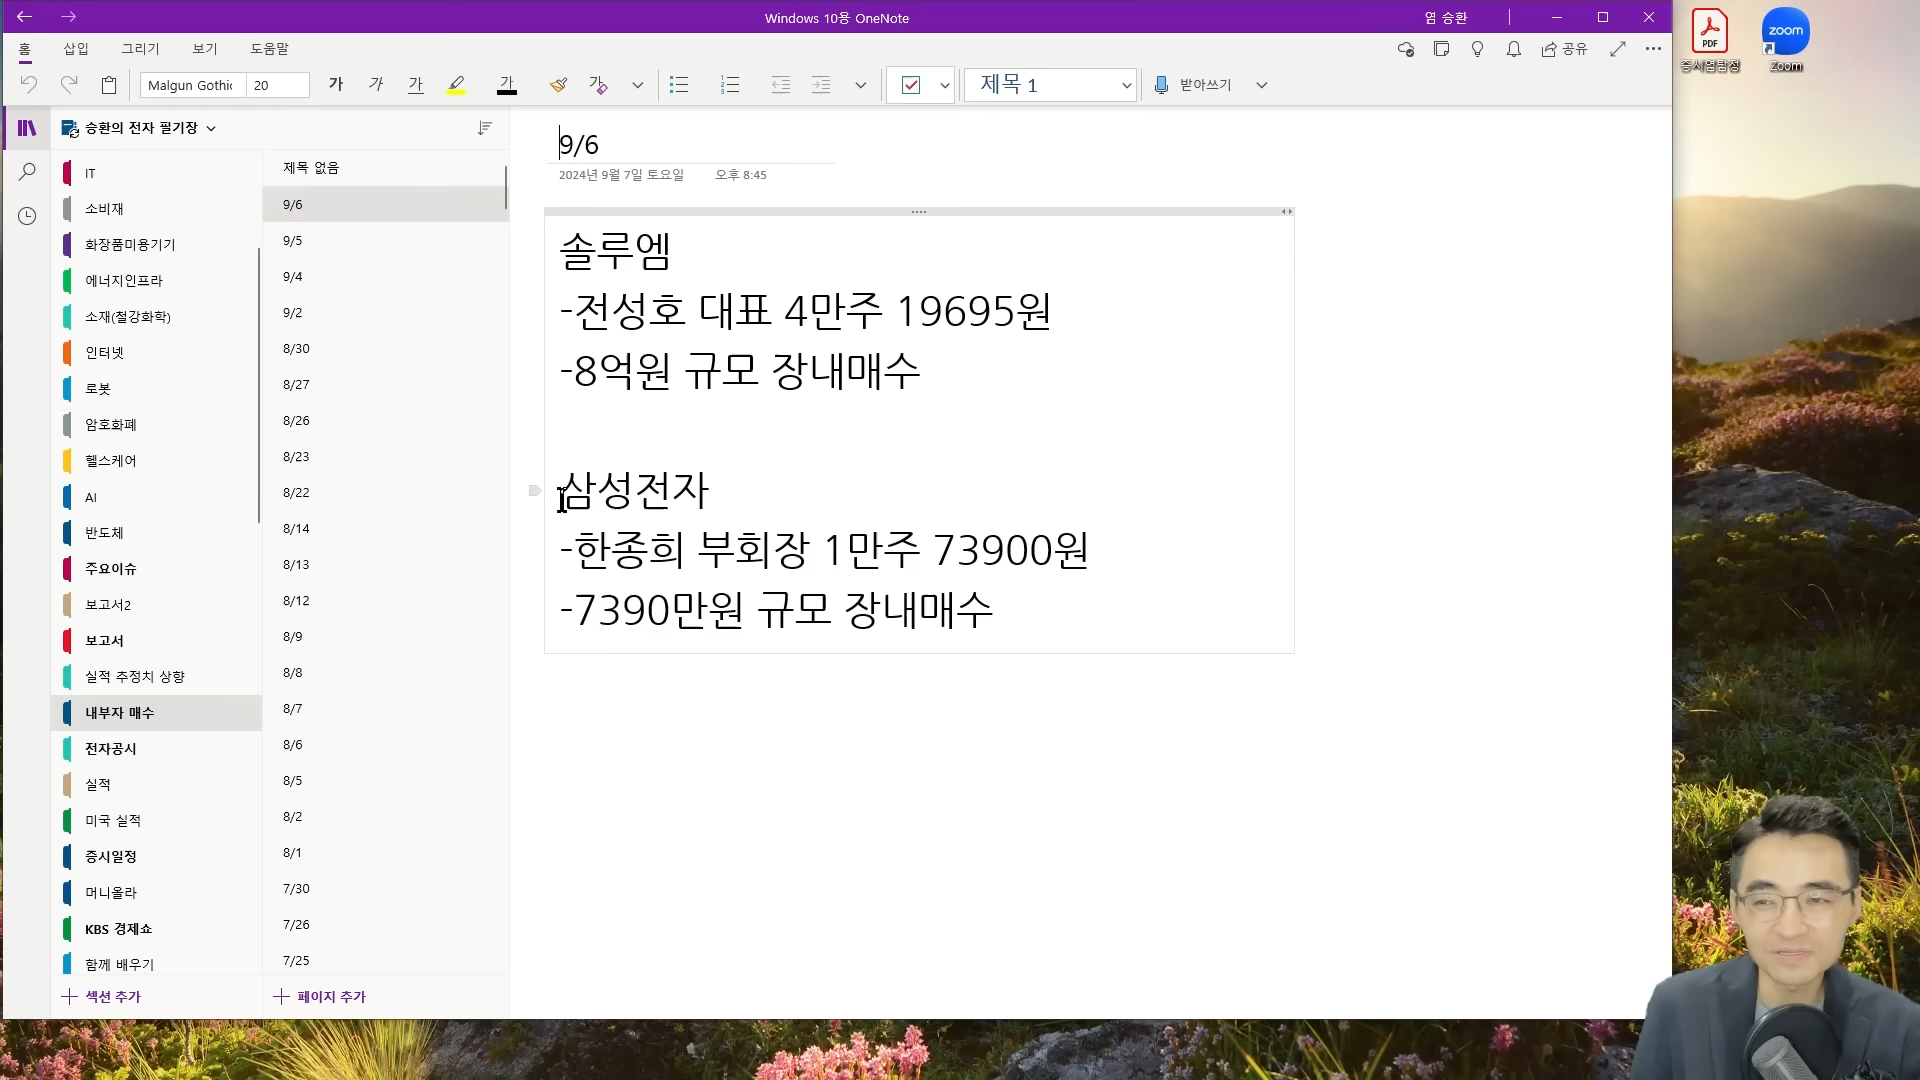 Windows 10용 OneNote
염 승환
홈 삽입 그리기 보기 도움말
공유
Malgun Gothic 20 가 가 가 가 가 제목 1 받아쓰기
승환의 전자 필기장
IT
소비재
화장품미용기기
에너지인프라
소재(철강화학)
인터넷
로봇
암호화폐
헬스케어
AI
반도체
주요이슈
보고서2
보고서
실적 추정치 상향
내부자 매수
전자공시
실적
미국 실적
증시일정
머니올라
KBS 경제쇼
함께 배우기
섹션 추가
제목 없음
9/6
9/5
9/4
9/2
8/30
8/27
8/26
8/23
8/22
8/14
8/13
8/12
8/9
8/8
8/7
8/6
8/5
8/2
8/1
7/30
7/26
7/25
페이지 추가
9/6
2024년 9월 7일 토요일 오후 8:45
솔루엠
-전성호 대표 4만주 19695원
-8억원 규모 장내매수
삼성전자
-한종희 부회장 1만주 73900원
-7390만원 규모 장내매수
PDF
증시염탐정
zoom
Zoom